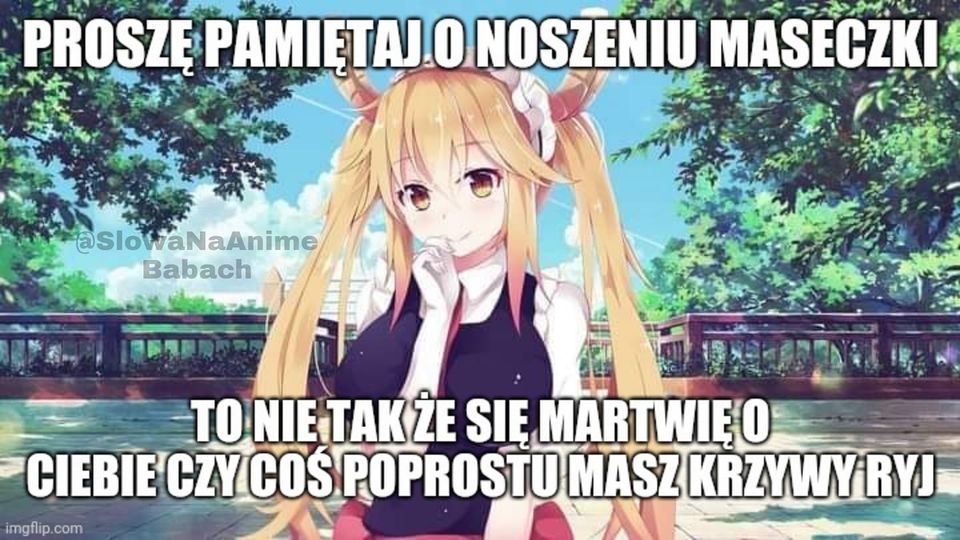 PROSZĘ PAMIĘTAJ O NOSZENIU MASECZKI
@SlowaNaAnime
Babach
TO NIE TAK ŻE SIĘ MARTWIĘ O
CIEBIE CZY COŚ POPROSTU MASZ KRZYWY RYJ
imgflip.com